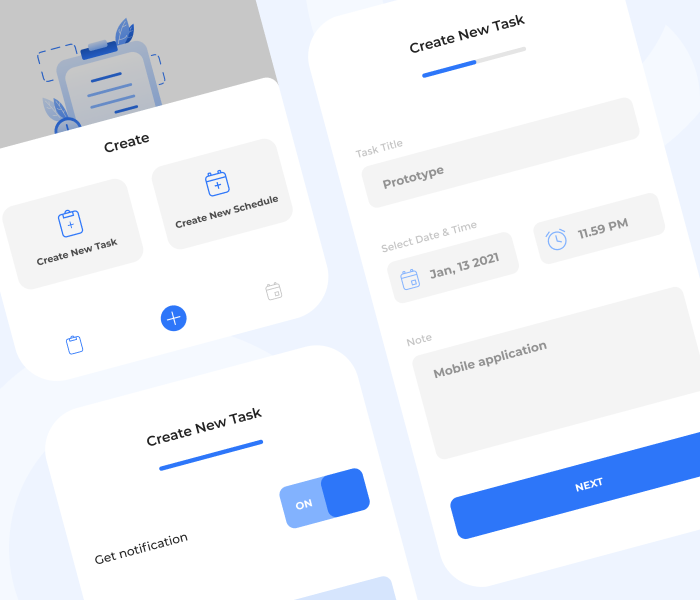 Create
Create New Task
Create New Schedule
Create New Task
Get notification
ON
Create New Task
Task Title
Prototype
Select Date & Time
Jan, 13 2021
11.59 PM
Note
Mobile application
NEXT